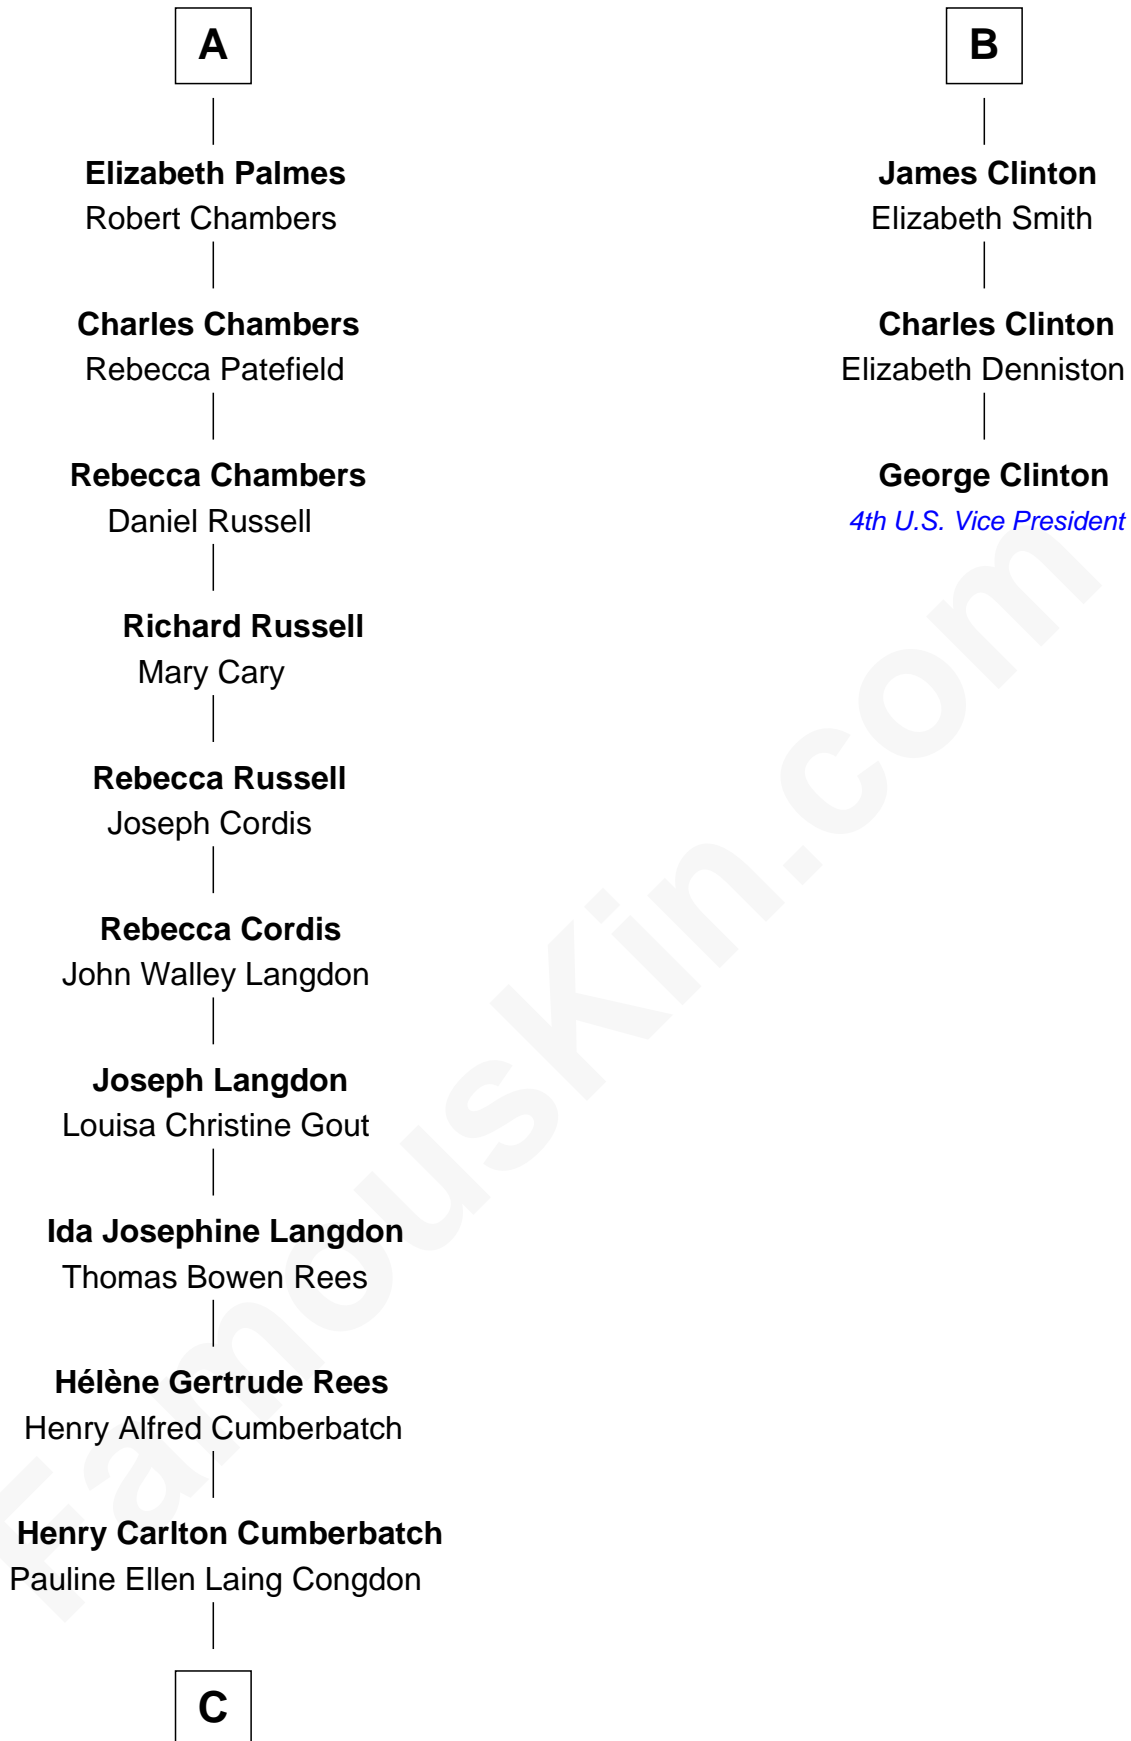 A
Elizabeth Palmes
Robert Chambers
Charles Chambers
Rebecca Patefield
Rebecca Chambers
Daniel Russell
Richard Russell
Mary Cary
Rebecca Russell
Joseph Cordis
Rebecca Cordis
John Walley Langdon
Joseph Langdon
Louisa Christine Gout
Ida Josephine Langdon
Thomas Bowen Rees
Hélène Gertrude Rees
Henry Alfred Cumberbatch
Henry Carlton Cumberbatch
Pauline Ellen Laing Congdon
C
B
James Clinton
Elizabeth Smith
Charles Clinton
Elizabeth Denniston
George Clinton
4th U.S. Vice President
FamousKin.com